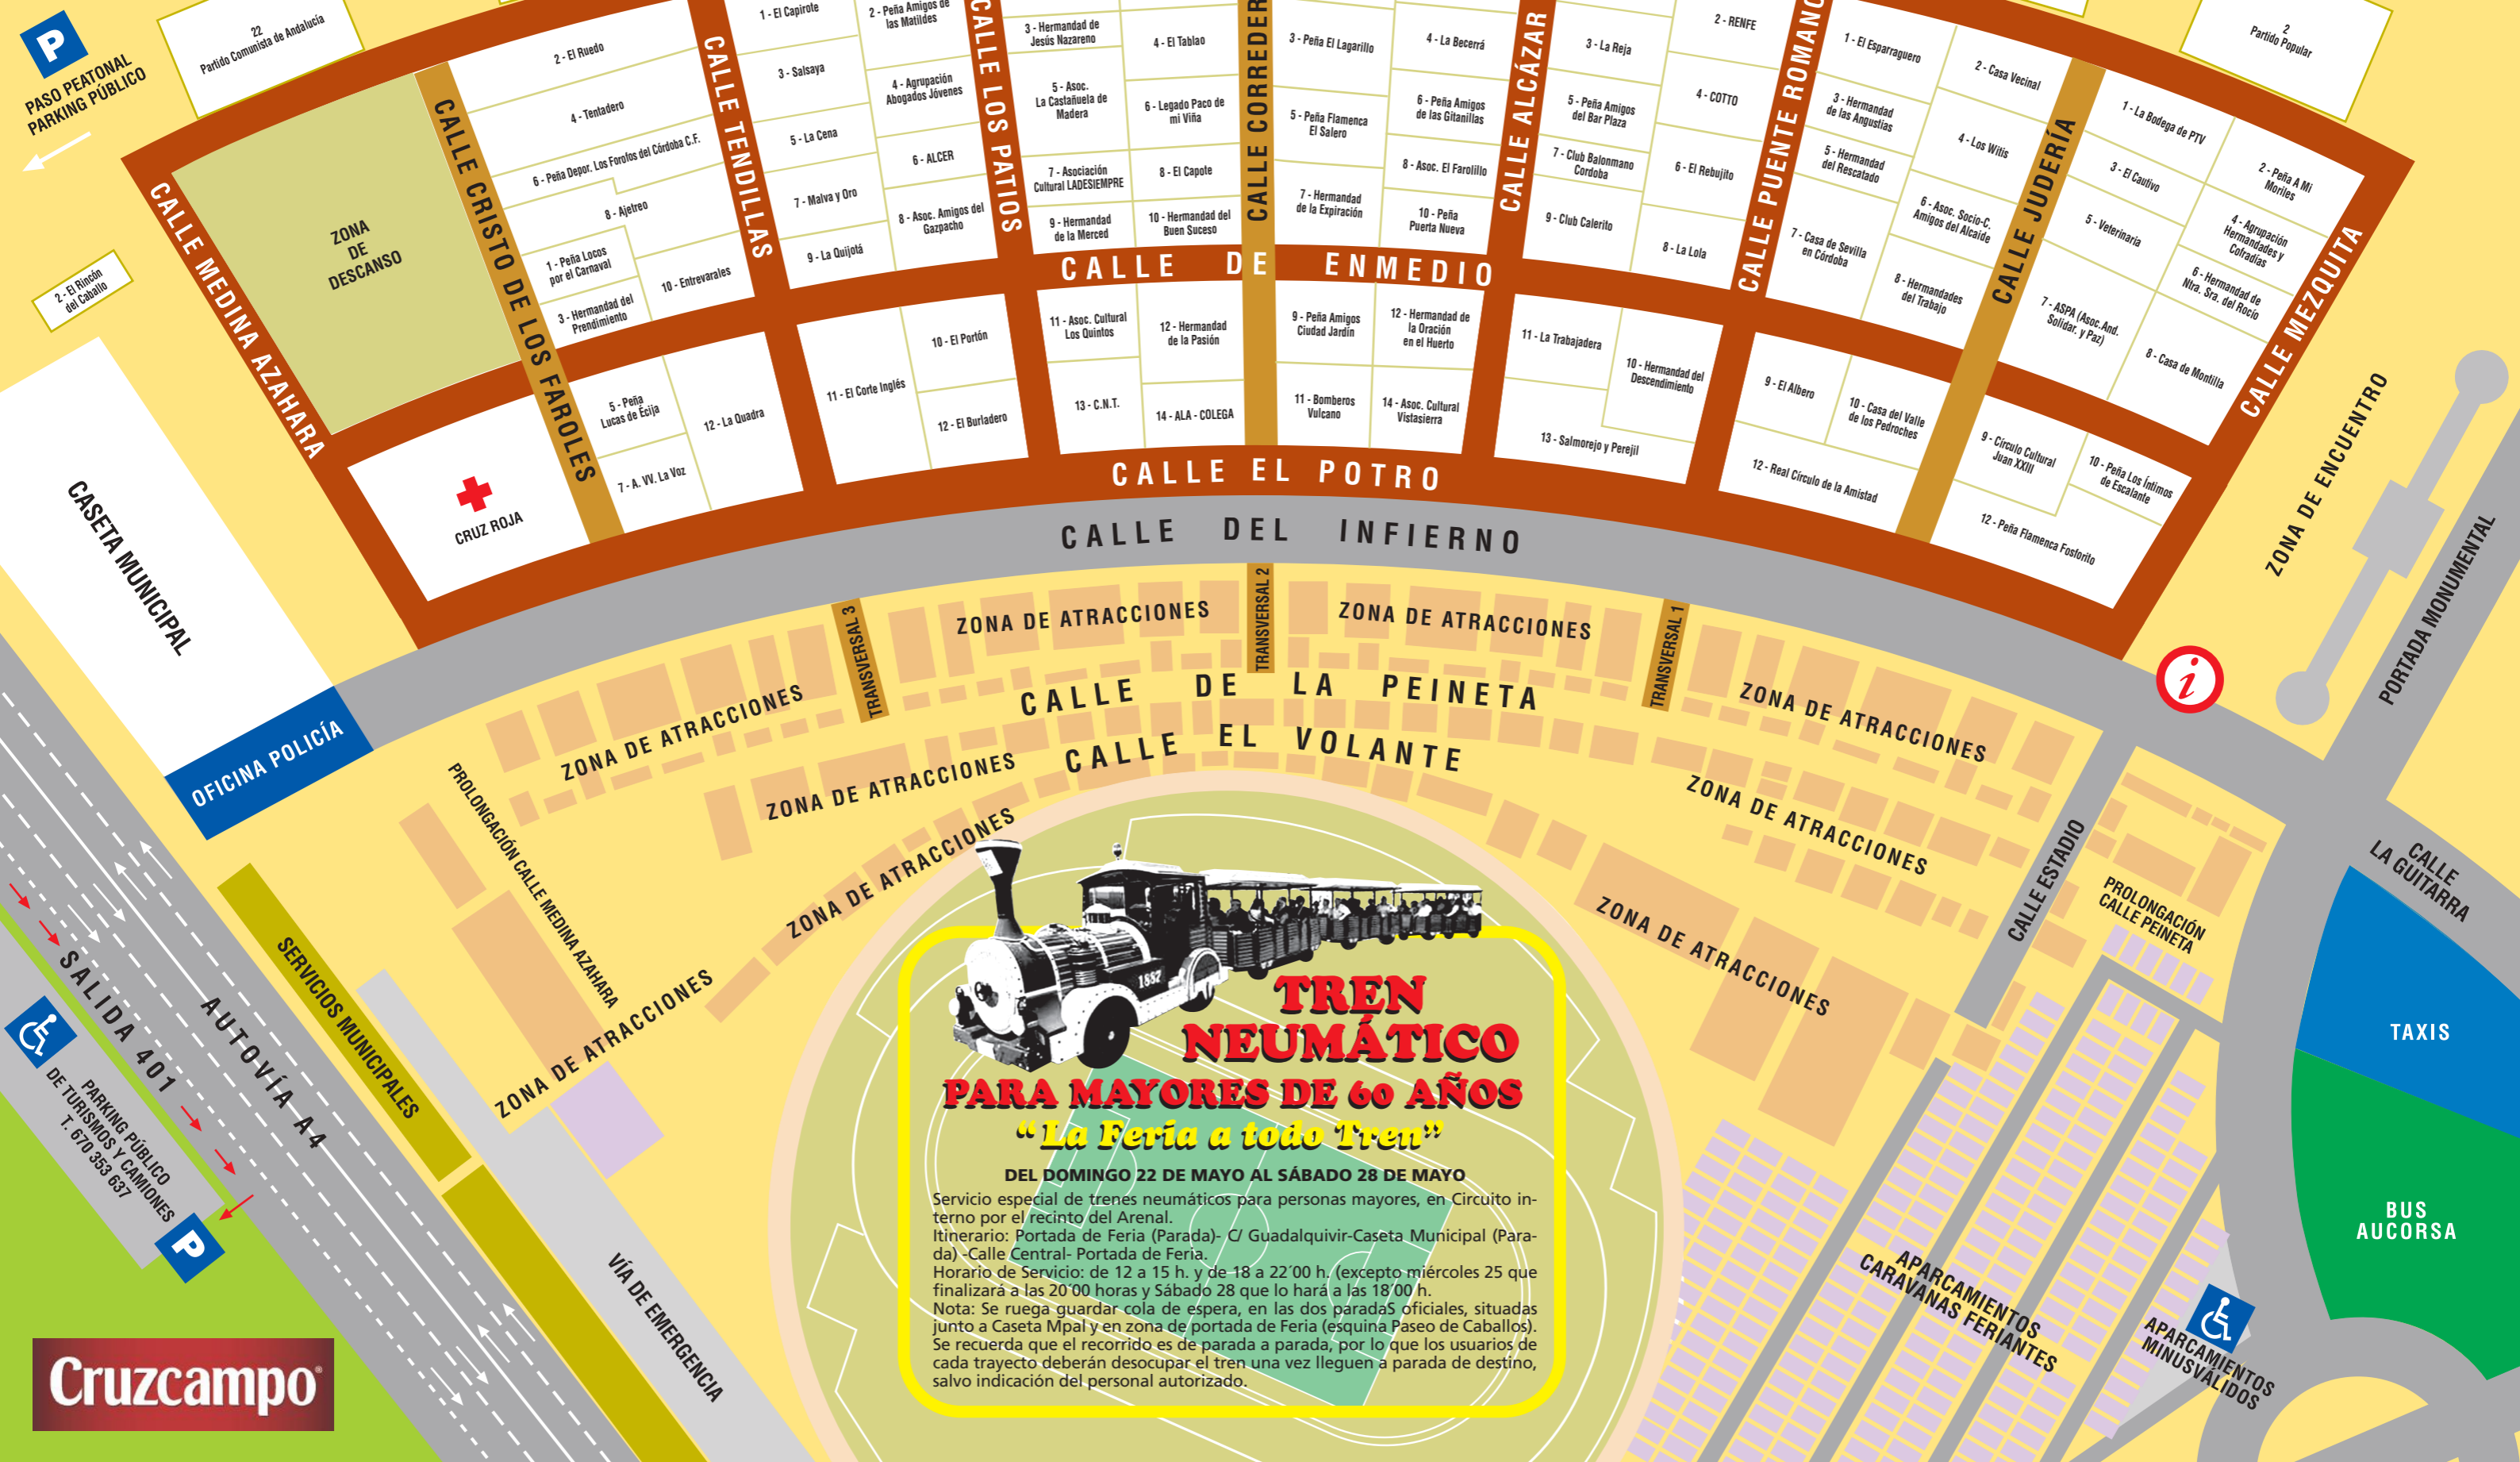 P
PASO PEATONAL
PARKING PÚBLICO
22
Partido Comunista de Andalucía
2
Partido Popular
2 - El Rincón
del Caballo
ZONA
DE
DESCANSO
CALLE MEDINA AZAHARA
CALLE CRISTO DE LOS FAROLES
2 - El Ruedo
4 - Tentadero
6 - Peña Depor. Los Forofos del Córdoba C.F.
8 - Ajetreo
1 - Peña Locos
por el Carnaval
3 - Hermandad del
Prendimiento
10 - Entrevarales
5 - Peña
Lucas de Écija
7 - A. VV. La Voz
12 - La Quadra
CRUZ ROJA
CALLE TENDILLAS
1 - El Capirote
3 - Salsaya
5 - La Cena
7 - Malva y Oro
9 - La Quijotá
2 - Peña Amigos de
las Matildes
4 - Agrupación
Abogados Jóvenes
6 - ALCER
8 - Asoc. Amigos del
Gazpacho
11 - El Corte Inglés
10 - El Portón
12 - El Burladero
CALLE LOS PATIOS
3 - Hermandad de
Jesús Nazareno
5 - Asoc.
La Castañuela de
Madera
7 - Asociación
Cultural LADESIEMPRE
9 - Hermandad
de la Merced
4 - El Tablao
6 - Legado Paco de
mi Viña
8 - El Capote
10 - Hermandad del
Buen Suceso
11 - Asoc. Cultural
Los Quintos
13 - C.N.T.
12 - Hermandad
de la Pasión
14 - ALA - COLEGA
CALLE CORREDER
3 - Peña El Lagarillo
5 - Peña Flamenca
El Salero
7 - Hermandad
de la Expiración
4 - La Becerrá
6 - Peña Amigos
de las Gitanillas
8 - Asoc. El Farolillo
10 - Peña
Puerta Nueva
9 - Peña Amigos
Ciudad Jardín
11 - Bomberos
Vulcano
12 - Hermandad de
la Oración
en el Huerto
14 - Asoc. Cultural
Vistasierra
CALLE ALCÁZAR
3 - La Reja
5 - Peña Amigos
del Bar Plaza
7 - Club Balonmano
Cordoba
9 - Club Calerito
2 - RENFE
4 - COTTO
6 - El Rebujito
8 - La Lola
11 - La Trabajadera
10 - Hermandad del
Descendimiento
13 - Salmorejo y Perejil
CALLE PUENTE ROMANO
1 - El Esparraguero
3 - Hermandad
de las Angustias
5 - Hermandad
del Rescatado
7 - Casa de Sevilla
en Córdoba
2 - Casa Vecinal
4 - Los Witis
6 - Asoc. Socio-C.
Amigos del Alcaide
8 - Hermandades
del Trabajo
9 - El Albero
10 - Casa del Valle
de los Pedroches
12 - Real Círculo de la Amistad
CALLE JUDERÍA
1 - La Bodega de PTV
3 - El Cautivo
5 - Veterinaria
7 - ASPA (Asoc.And.
Solidar. y Paz)
2 - Peña A Mi
Moriles
4 - Agrupación
Hermandades y
Cofradías
6 - Hermandad de
Ntra. Sra. del Rocío
8 - Casa de Montilla
9 - Círculo Cultural
Juan XXIII
10 - Peña Los Íntimos
de Escalante
12 - Peña Flamenca Fosforito
CALLE MEZQUITA
CALLE DE ENMEDIO
CALLE EL POTRO
CALLE DEL INFIERNO
ZONA DE ENCUENTRO
PORTADA MONUMENTAL
i
CASETA MUNICIPAL
OFICINA POLICÍA
TRANSVERSAL 3
TRANSVERSAL 2
TRANSVERSAL 1
ZONA DE ATRACCIONES
ZONA DE ATRACCIONES
ZONA DE ATRACCIONES
ZONA DE ATRACCIONES
CALLE DE LA PEINETA
ZONA DE ATRACCIONES
CALLE EL VOLANTE
ZONA DE ATRACCIONES
ZONA DE ATRACCIONES
ZONA DE ATRACCIONES
ZONA DE ATRACCIONES
PROLONGACIÓN CALLE MEDINA AZAHARA
CALLE ESTADIO
PROLONGACIÓN
CALLE PEINETA
CALLE
LA GUITARRA
TAXIS
BUS
AUCORSA
SERVICIOS MUNICIPALES
AUTOVÍA A4
SALIDA 401
PARKING PÚBLICO
DE TURISMOS Y CAMIONES
T. 670 353 637
P
VÍA DE EMERGENCIA
APARCAMIENTOS
CARAVANAS FERIANTES
APARCAMIENTOS
MINUSVÁLIDOS
1882
TREN
NEUMÁTICO
PARA MAYORES DE 60 AÑOS
“La Feria a todo Tren”
DEL DOMINGO 22 DE MAYO AL SÁBADO 28 DE MAYO
Servicio especial de trenes neumáticos para personas mayores, en Circuito in-
terno por el recinto del Arenal.
Itinerario: Portada de Feria (Parada)- C/ Guadalquivir-Caseta Municipal (Para-
da) -Calle Central- Portada de Feria.
Horario de Servicio: de 12 a 15 h. y de 18 a 22´00 h. (excepto miércoles 25 que
finalizará a las 20´00 horas y Sábado 28 que lo hará a las 18´00 h.
Nota: Se ruega guardar cola de espera, en las dos paradaS oficiales, situadas
junto a Caseta Mpal y en zona de portada de Feria (esquina Paseo de Caballos).
Se recuerda que el recorrido es de parada a parada, por lo que los usuarios de
cada trayecto deberán desocupar el tren una vez lleguen a parada de destino,
salvo indicación del personal autorizado.
Cruzcampo®